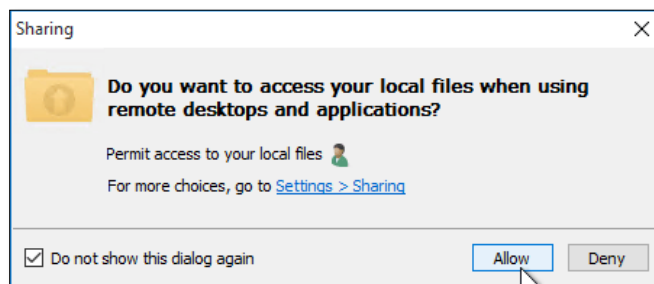 Sharing
Do you want to access your local files when using
remote desktops and applications?
Permit access to your local files
For more choices, go to Settings > Sharing
Do not show this dialog again
Allow
Deny